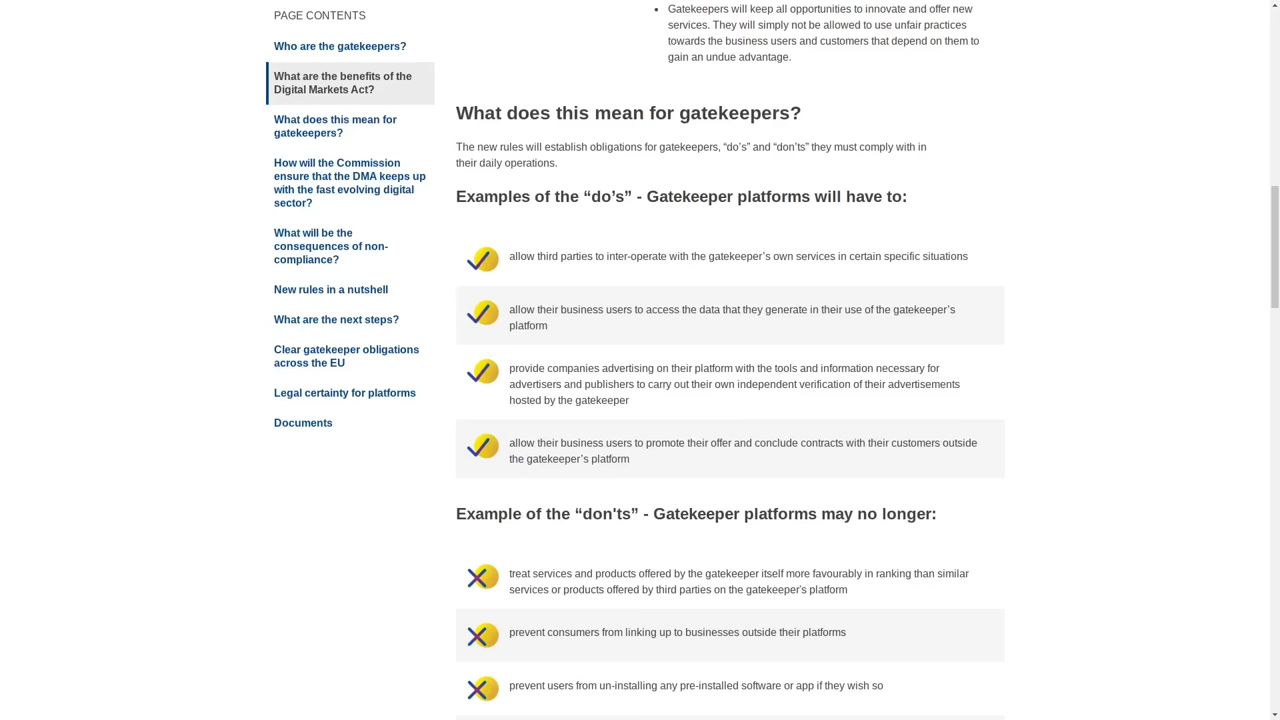 PAGE CONTENTS
Who are the gatekeepers?
What are the benefits of the
Digital Markets Act?
What does this mean for
gatekeepers?
How will the Commission
ensure that the DMA keeps up
with the fast evolving digital
sector?
What will be the
consequences of non-
compliance?
New rules in a nutshell
What are the next steps?
Clear gatekeeper obligations
across the EU
Legal certainty for platforms
Documents
Gatekeepers will keep all opportunities to innovate and offer new
services. They will simply not be allowed to use unfair practices
towards the business users and customers that depend on them to
gain an undue advantage.
What does this mean for gatekeepers?
The new rules will establish obligations for gatekeepers, “do’s” and “don’ts” they must comply with in
their daily operations.
Examples of the “do’s” - Gatekeeper platforms will have to:
allow third parties to inter-operate with the gatekeeper’s own services in certain specific situations
allow their business users to access the data that they generate in their use of the gatekeeper’s
platform
provide companies advertising on their platform with the tools and information necessary for
advertisers and publishers to carry out their own independent verification of their advertisements
hosted by the gatekeeper
allow their business users to promote their offer and conclude contracts with their customers outside
the gatekeeper’s platform
Example of the “don'ts” - Gatekeeper platforms may no longer:
treat services and products offered by the gatekeeper itself more favourably in ranking than similar
services or products offered by third parties on the gatekeeper's platform
prevent consumers from linking up to businesses outside their platforms
prevent users from un-installing any pre-installed software or app if they wish so